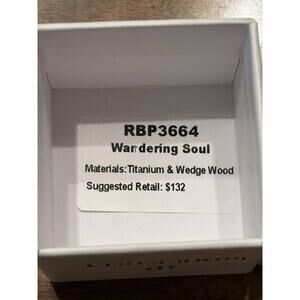 RBP3664
Wandering Soul
Materials:Titanium & Wedge Wood
Suggested Retail: $132